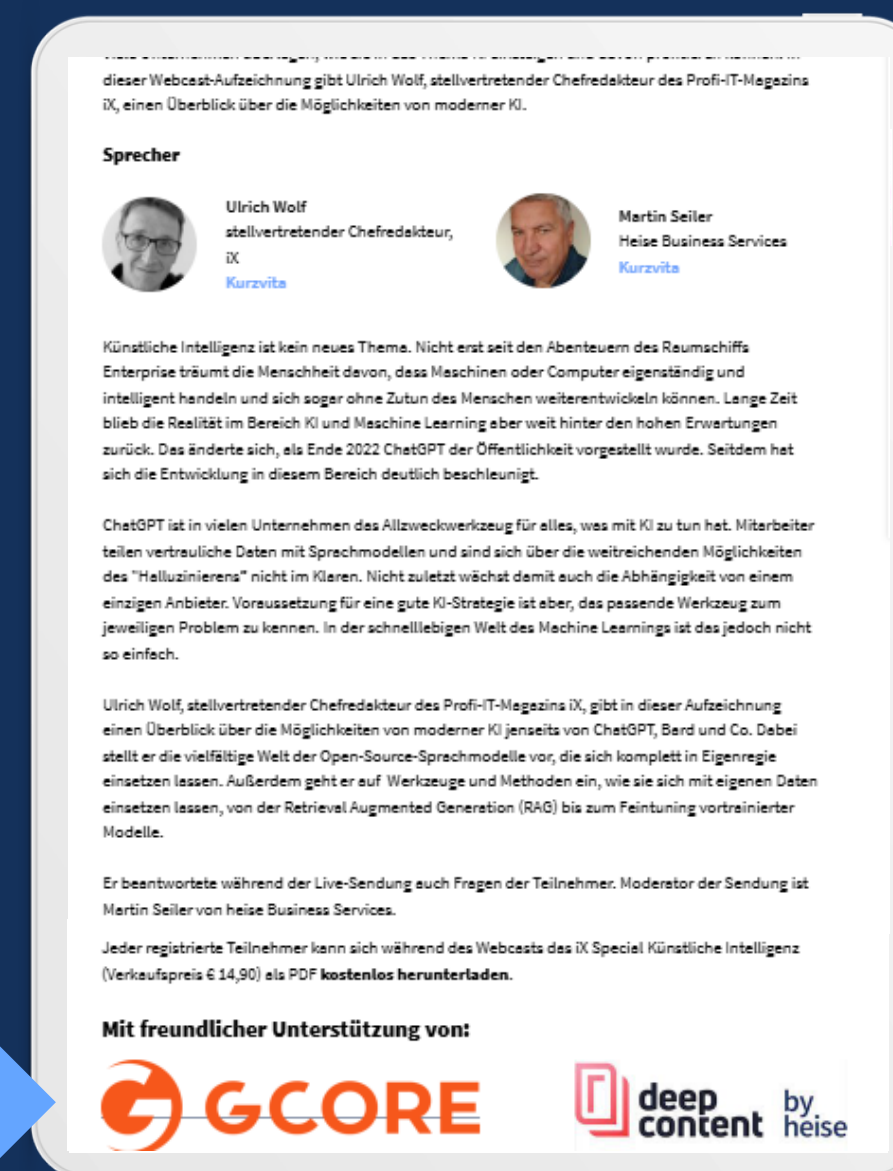 dieser Webcast-Aufzeichnung gibt Ulrich Wolf, stellvertretender Chefredakteur des Profi-IT-Magazins
iX, einen Überblick über die Möglichkeiten von moderner KI.
Sprecher
Ulrich Wolf
stellvertretender Chefredakteur,
iX
Kurzvita
Martin Seiler
Heise Business Services
Kurzvita
Künstliche Intelligenz ist kein neues Thema. Nicht erst seit den Abenteuern des Raumschiffs
Enterprise träumt die Menschheit davon, dass Maschinen oder Computer eigenständig und
intelligent handeln und sich sogar ohne Zutun des Menschen weiterentwickeln können. Lange Zeit
blieb die Realität im Bereich KI und Maschine Learning aber weit hinter den hohen Erwartungen
zurück. Das änderte sich, als Ende 2022 ChatGPT der Öffentlichkeit vorgestellt wurde. Seitdem hat
sich die Entwicklung in diesem Bereich deutlich beschleunigt.
ChatGPT ist in vielen Unternehmen das Allzweckwerkzeug für alles, was mit KI zu tun hat. Mitarbeiter
teilen vertrauliche Daten mit Sprachmodellen und sind sich über die weitreichenden Möglichkeiten
des "Halluzinierens" nicht im Klaren. Nicht zuletzt wächst damit auch die Abhängigkeit von einem
einzigen Anbieter. Voraussetzung für eine gute KI-Strategie ist aber, das passende Werkzeug zum
jeweiligen Problem zu kennen. In der schnelllebigen Welt des Machine Learnings ist das jedoch nicht
so einfach.
Ulrich Wolf, stellvertretender Chefredakteur des Profi-IT-Magazins iX, gibt in dieser Aufzeichnung
einen Überblick über die Möglichkeiten von moderner KI jenseits von ChatGPT, Bard und Co. Dabei
stellt er die vielfältige Welt der Open-Source-Sprachmodelle vor, die sich komplett in Eigenregie
einsetzen lassen. Außerdem geht er auf Werkzeuge und Methoden ein, wie sie sich mit eigenen Daten
einsetzen lassen, von der Retrieval Augmented Generation (RAG) bis zum Feintuning vortrainierter
Modelle.
Er beantwortete während der Live-Sendung auch Fragen der Teilnehmer. Moderator der Sendung ist
Martin Seiler von heise Business Services.
Jeder registrierte Teilnehmer kann sich während des Webcasts das iX Special Künstliche Intelligenz
(Verkaufspreis € 14,90) als PDF kostenlos herunterladen.
Mit freundlicher Unterstützung von:
GCORE
deep content by heise